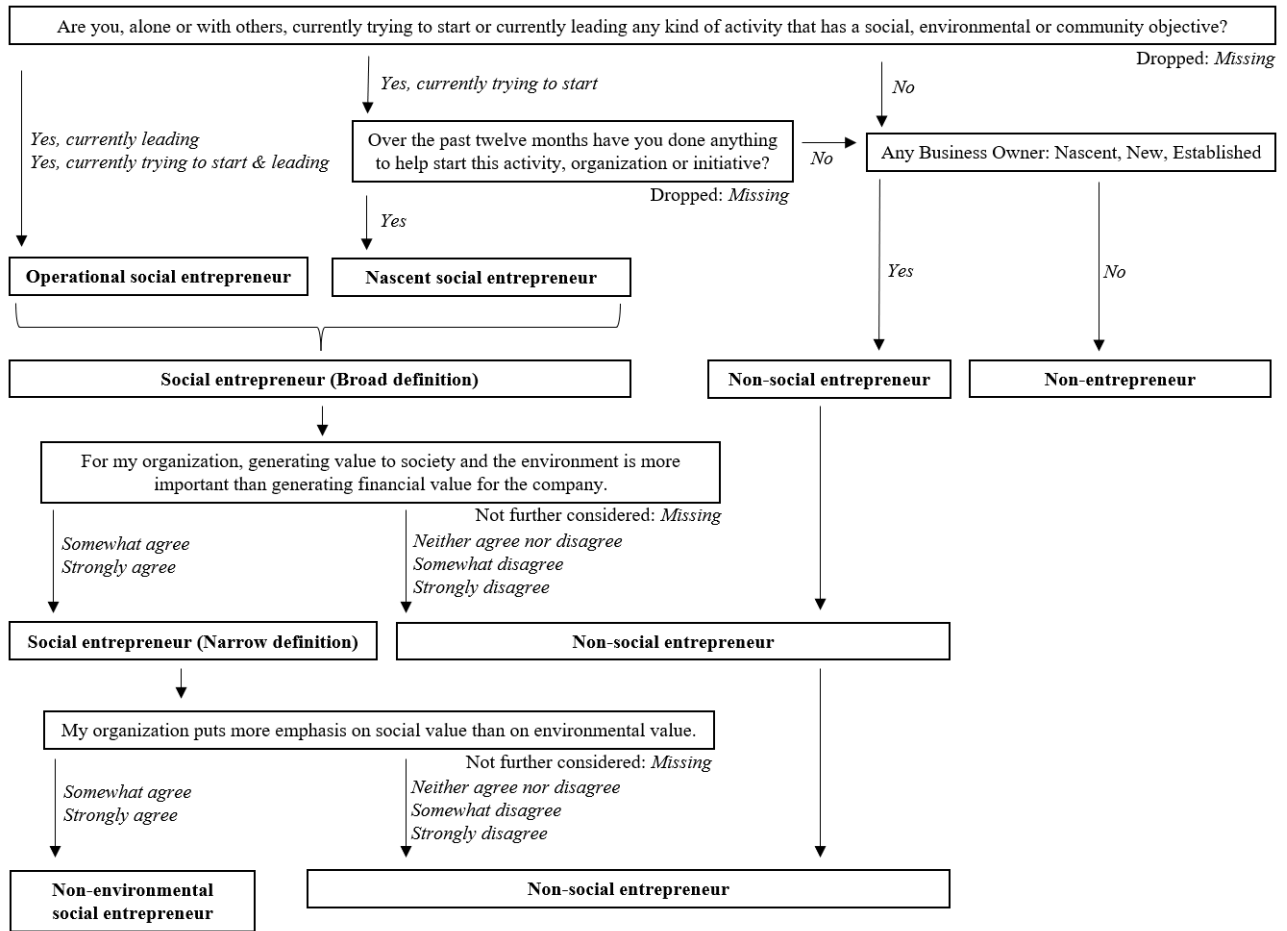 Are you, alone or with others, currently trying to start or currently leading any kind of activity that has a social, environmental or community objective?
Dropped: Missing
Yes, currently trying to start
No
Yes, currently leading
Yes, currently trying to start & leading
Over the past twelve months have you done anything
to help start this activity, organization or initiative?
No
Any Business Owner: Nascent, New, Established
Dropped: Missing
Yes
Yes
No
Operational social entrepreneur
Nascent social entrepreneur
Social entrepreneur (Broad definition)
Non-social entrepreneur
Non-entrepreneur
For my organization, generating value to society and the environment is more
important than generating financial value for the company.
Not further considered: Missing
Somewhat agree
Strongly agree
Neither agree nor disagree
Somewhat disagree
Strongly disagree
Social entrepreneur (Narrow definition)
Non-social entrepreneur
My organization puts more emphasis on social value than on environmental value.
Not further considered: Missing
Somewhat agree
Strongly agree
Neither agree nor disagree
Somewhat disagree
Strongly disagree
Non-environmental
social entrepreneur
Non-social entrepreneur